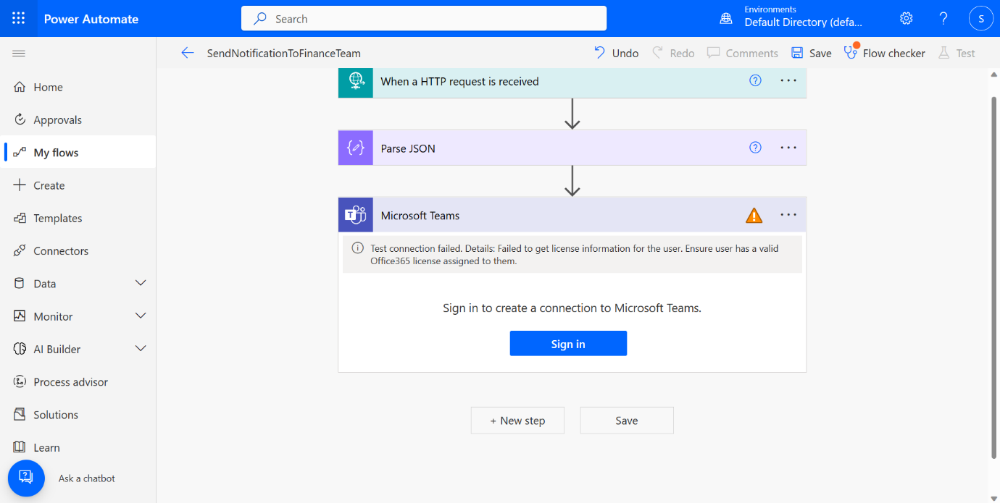 Power Automate
Search
Environments
Default Directory (defa...
?
S
SendNotificationToFinanceTeam
Undo
Redo
Comments
Save
Flow checker
Test
Home
Approvals
My flows
Create
Templates
Connectors
Data
Monitor
AI Builder
Process advisor
Solutions
Learn
Ask a chatbot
When a HTTP request is received
Parse JSON
Microsoft Teams
Test connection failed. Details: Failed to get license information for the user. Ensure user has a valid
Office365 license assigned to them.
Sign in to create a connection to Microsoft Teams.
Sign in
+ New step
Save